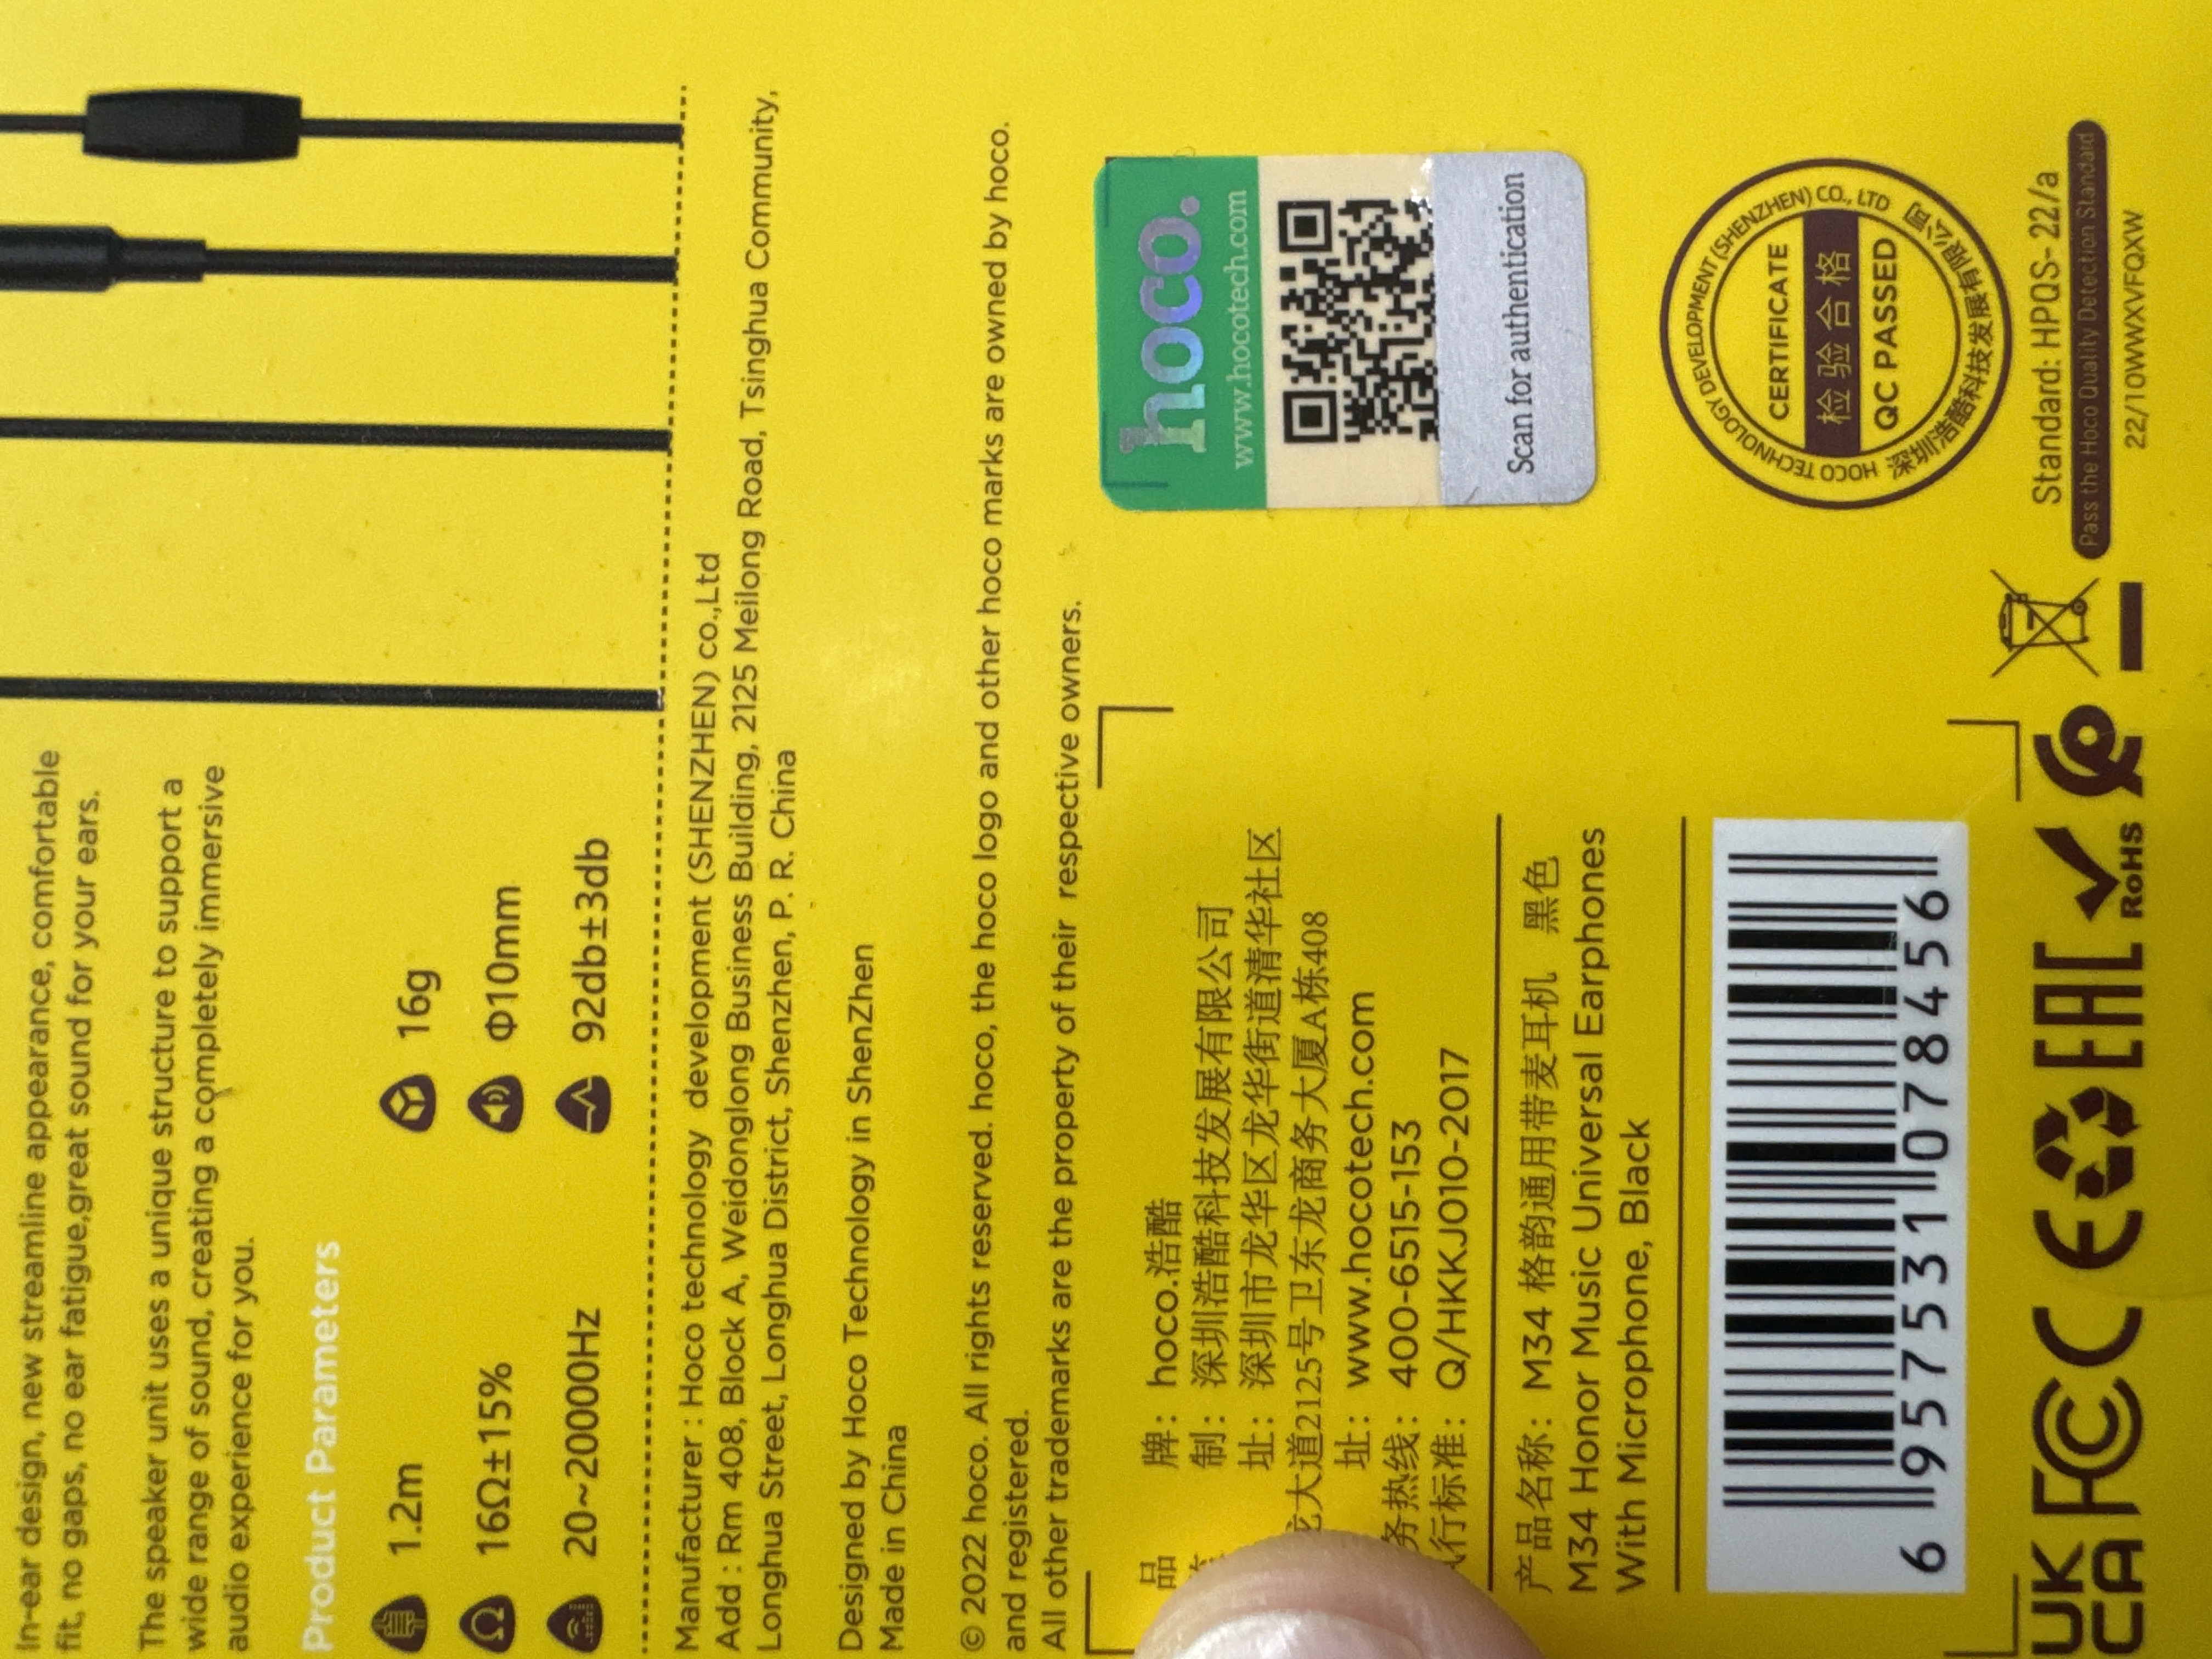 In-ear design, new streamline appearance, comfortable
fit, no gaps, no ear fatigue,great sound for your ears.
The speaker unit uses a unique structure to support a
wide range of sound, creating a completely immersive
audio experience for you.
Product Parameters
1.2m
16g
16Ω±15%
Φ10mm
20~20000Hz
92db±3db
Manufacturer : Hoco technology development (SHENZHEN) co.,Ltd
Add : Rm 408, Block A, Weidonglong Business Building, 2125 Meilong Road, Tsinghua Community,
Longhua Street, Longhua District, Shenzhen, P. R. China
Designed by Hoco Technology in ShenZhen
Made in China
© 2022 hoco. All rights reserved. hoco, the hoco logo and other hoco marks are owned by hoco.
and registered.
All other trademarks are the property of their respective owners.
品 牌：hoco.浩酷
制：深圳浩酷科技发展有限公司
址：深圳市龙华区龙华街道清华社区
龙大道2125号卫东龙商务大厦A栋408
址：www.hocotech.com
务热线：400-6515-153
行标准：Q/HKKJ010-2017
产品名称：M34 格韵通用带麦耳机 黑色
M34 Honor Music Universal Earphones
With Microphone, Black
6 957531 078456
hoco.
www.hocotech.com
Scan for authentication
HOCO TECHNOLOGY DEVELOPMENT (SHENZHEN) CO., LTD
CERTIFICATE
检验合格
QC PASSED
深圳浩酷科技发展有限公司
Standard: HPQS-22/a
Pass the Hoco Quality Detection Standard
22/10WWXVFQXW
UK
CA
FC
CE
EAC
RoHS